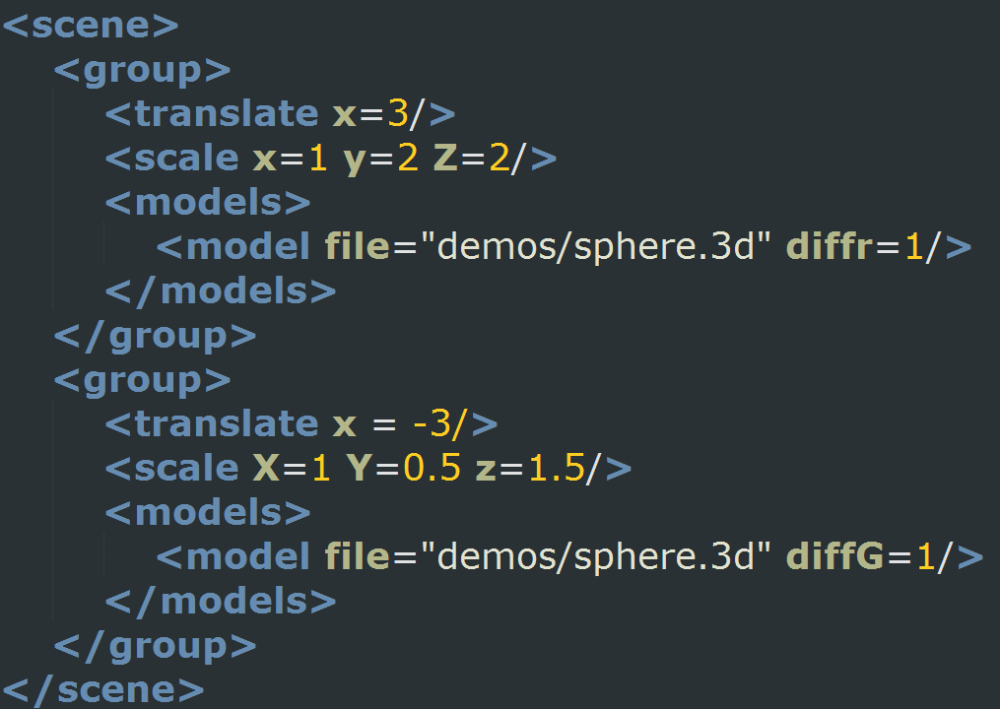 <scene>
<group>
<translate x=3/>
<scale x=1 y=2 Z=2/>
<models>
<model file="demos/sphere.3d" diffr=1/>
</models>
</group>
<group>
<translate x = -3/>
<scale X=1 Y=0.5 z=1.5/>
<models>
<model file="demos/sphere.3d" diffG=1/>
</models>
</group>
</scene>